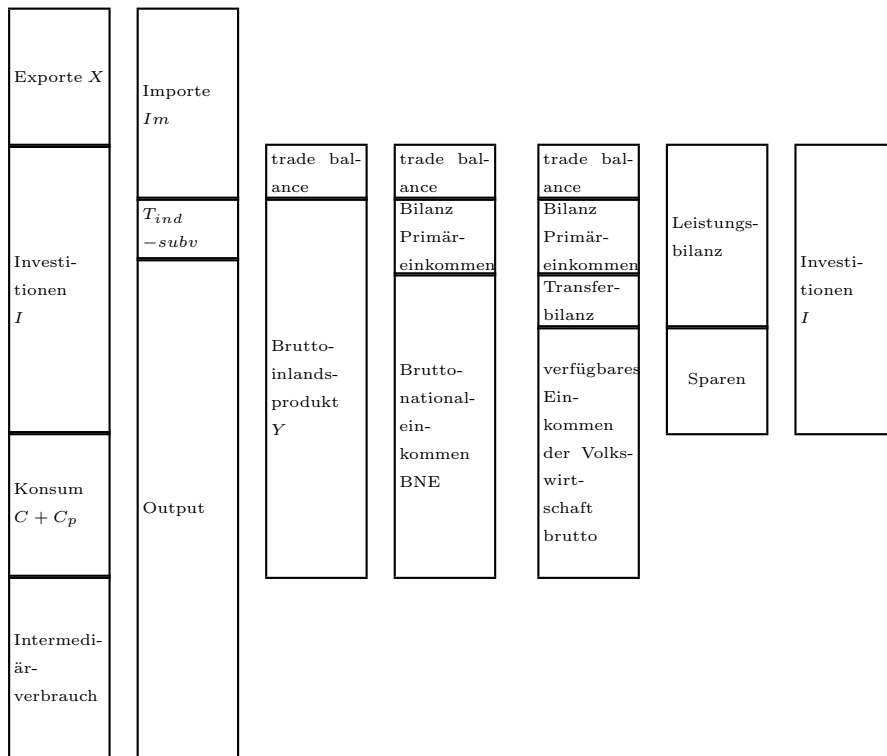 Exporte X
Investi-
tionen
I
Konsum
C + C_p
Intermedi-
är-
verbrauch
Importe
Im
T_ind
−subv
Output
trade bal-
ance
Brutto-
inlands-
produkt
Y
trade bal-
ance
Bilanz
Primär-
einkommen
Brutto-
national-
ein-
kommen
BNE
trade bal-
ance
Bilanz
Primär-
einkommen
Transfer-
bilanz
verfügbares
Ein-
kommen
der Volks-
wirt-
schaft
brutto
Leistungs-
bilanz
Sparen
Investi-
tionen
I